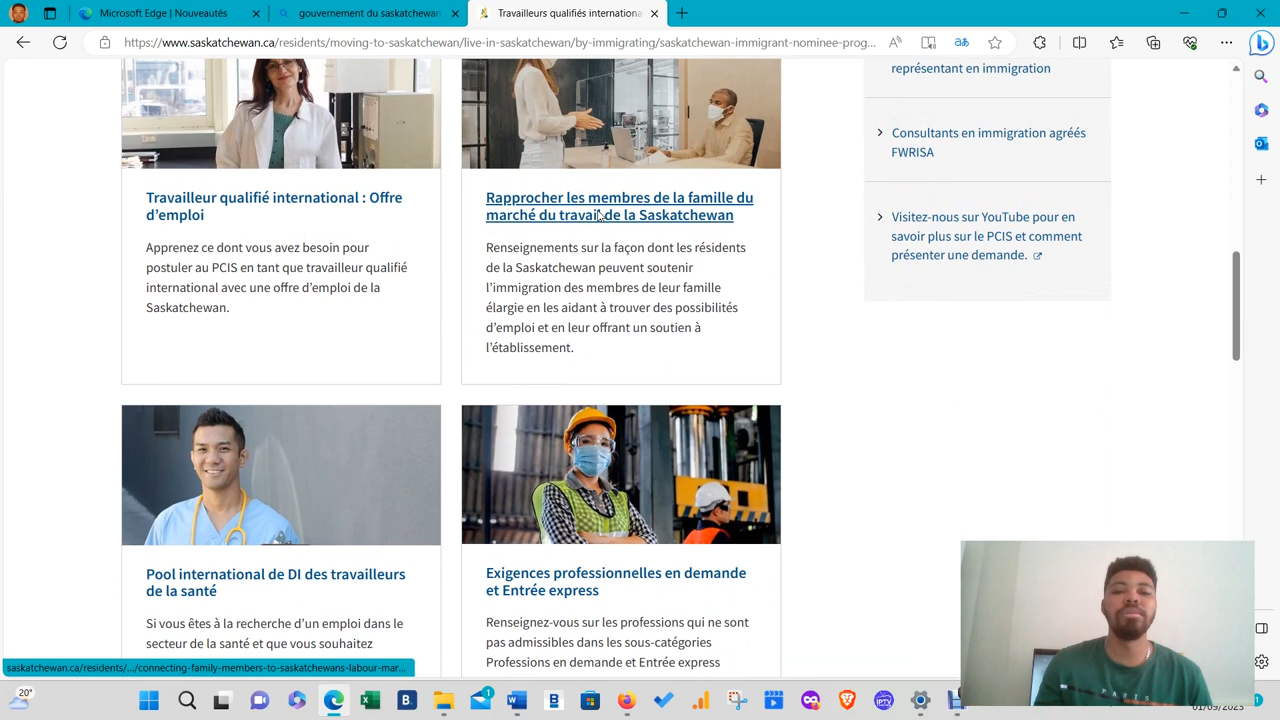 Microsoft Edge | Nouveautés
gouvernement du saskatchewan
Travailleurs qualifiés internationa
https://www.saskatchewan.ca/residents/moving-to-saskatchewan/live-in-saskatchewan/by-immigrating/saskatchewan-immigrant-nominee-prog...
représentant en immigration
Consultants en immigration agréés
FWRISA
Visitez-nous sur YouTube pour en
savoir plus sur le PCIS et comment
présenter une demande.
Travailleur qualifié international : Offre
d’emploi
Apprenez ce dont vous avez besoin pour
postuler au PCIS en tant que travailleur qualifié
international avec une offre d’emploi de la
Saskatchewan.
Rapprocher les membres de la famille du
marché du travail de la Saskatchewan
Renseignements sur la façon dont les résidents
de la Saskatchewan peuvent soutenir
l’immigration des membres de leur famille
élargie en les aidant à trouver des possibilités
d’emploi et en leur offrant un soutien à
l’établissement.
Pool international de DI des travailleurs
de la santé
Si vous êtes à la recherche d’un emploi dans le
secteur de la santé et que vous souhaitez
Exigences professionnelles en demande
et Entrée express
Renseignez-vous sur les professions qui ne sont
pas admissibles dans les sous-catégories
Professions en demande et Entrée express
saskatchewan.ca/residents/.../connecting-family-members-to-saskatchewans-labour-mar...
PARIS
20°
1
IPTV
01/09/2023